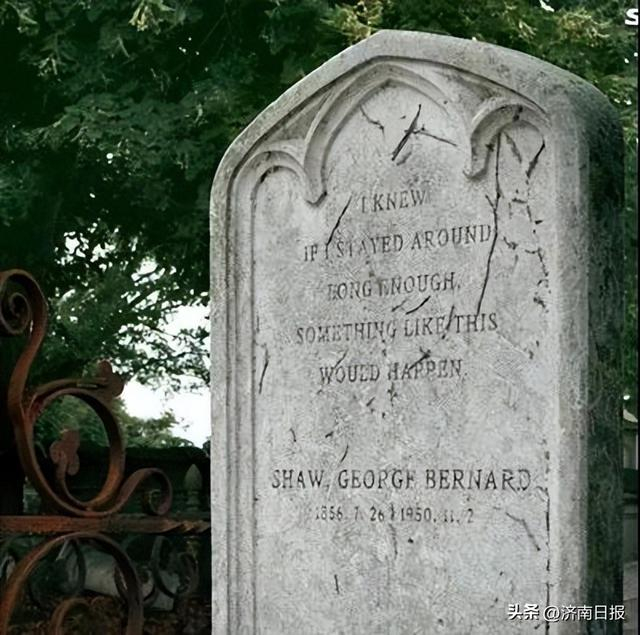 S
I KNEW
IF I STAYED AROUND
LONG ENOUGH,
SOMETHING LIKE THIS
WOULD HAPPEN.
SHAW, GEORGE BERNARD
1856. 7. 26 1950. 11. 2
头条 @济南日报